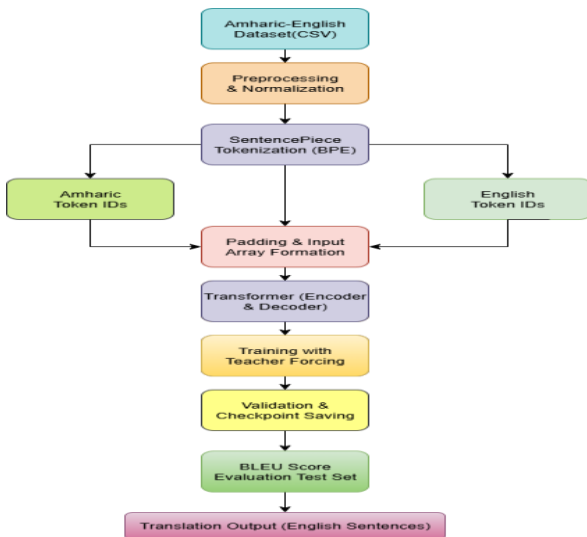 Amharic-English
Dataset(CSV)
Preprocessing
& Normalization
SentencePiece
Tokenization (BPE)
Amharic
Token IDs
English
Token IDs
Padding & Input
Array Formation
Transformer (Encoder
& Decoder)
Training with
Teacher Forcing
Validation &
Checkpoint Saving
BLEU Score
Evaluation Test Set
Translation Output (English Sentences)